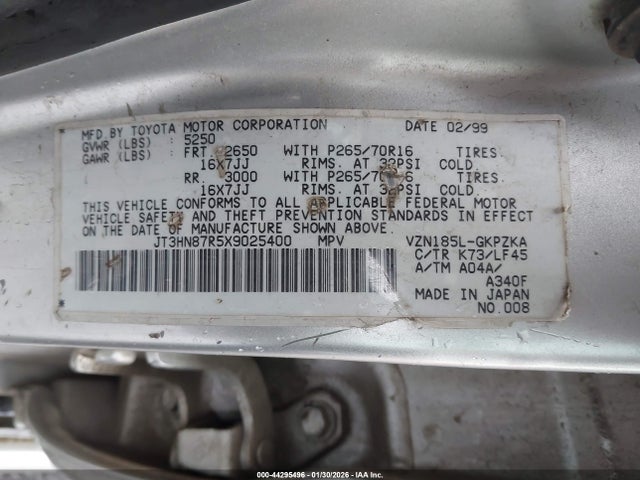 MFD BY TOYOTA MOTOR CORPORATION DATE 02/99
GVWR (LBS) 5250
GAWR (LBS) FRT 2650 WITH P265/70R16 TIRES
16x7JJ RIMS. AT 32PSI COLD
RR 3000 WITH P265/70 6 TIRES.
16x7JJ RIMS. AT 3 PSI COLD.
THIS VEHICLE CONFORMS TO ALL APPLICABLE FEDERAL MOTOR
VEHICLE SAFETY AND THEFT PREVENTION STANDARDS IN EFFECT
ON THE DATE OF MANUFACTURE SHOWN ABOVE.
JT3HN87R5X9025400 MPV VZN185L-GKPZKA
C/TR K73/LF45
A/TM A04A/
A340F
MADE IN JAPAN
NO.008
000-44295496 - 01/30/2026 - IAA Inc.